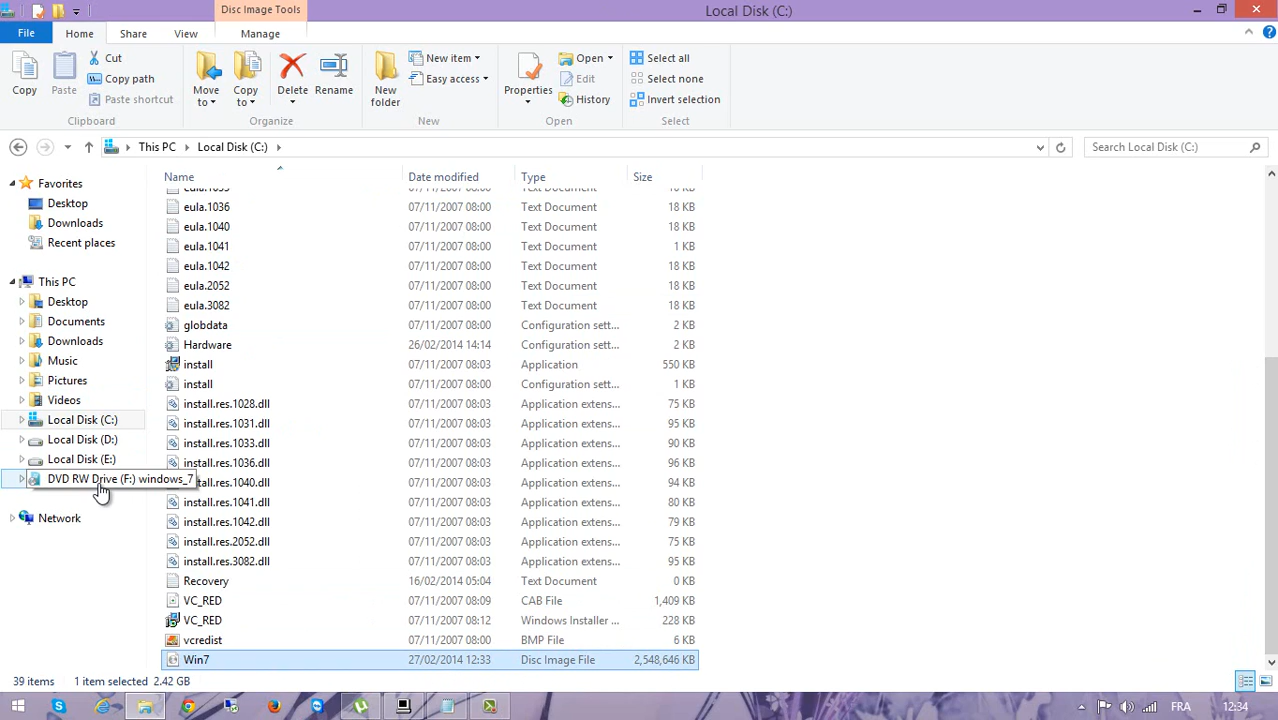 Disc Image Tools
Local Disk (C:)
File Home Share View Manage
Copy
Paste
Cut
Copy path
Paste shortcut
Clipboard
Move to
Copy to
Delete
Rename
Organize
New folder
New item
Easy access
New
Properties
Open
Edit
History
Open
Select all
Select none
Invert selection
Select
This PC Local Disk (C:)
Search Local Disk (C:)
Favorites
Desktop
Downloads
Recent places
This PC
Desktop
Documents
Downloads
Music
Pictures
Videos
Local Disk (C:)
Local Disk (D:)
Local Disk (E:)
DVD RW Drive (F:) windows_7
Network
Name Date modified Type Size
eula.1036 07/11/2007 08:00 Text Document 18 KB
eula.1040 07/11/2007 08:00 Text Document 18 KB
eula.1041 07/11/2007 08:00 Text Document 1 KB
eula.1042 07/11/2007 08:00 Text Document 18 KB
eula.2052 07/11/2007 08:00 Text Document 18 KB
eula.3082 07/11/2007 08:00 Text Document 18 KB
globdata 07/11/2007 08:00 Configuration sett... 2 KB
Hardware 26/02/2014 14:14 Configuration sett... 2 KB
install 07/11/2007 08:03 Application 550 KB
install 07/11/2007 08:00 Configuration sett... 1 KB
install.res.1028.dll 07/11/2007 08:03 Application extens... 75 KB
install.res.1031.dll 07/11/2007 08:03 Application extens... 95 KB
install.res.1033.dll 07/11/2007 08:03 Application extens... 90 KB
install.res.1036.dll 07/11/2007 08:03 Application extens... 96 KB
install.res.1040.dll 07/11/2007 08:03 Application extens... 94 KB
install.res.1041.dll 07/11/2007 08:03 Application extens... 80 KB
install.res.1042.dll 07/11/2007 08:03 Application extens... 79 KB
install.res.2052.dll 07/11/2007 08:03 Application extens... 75 KB
install.res.3082.dll 07/11/2007 08:03 Application extens... 95 KB
Recovery 16/02/2014 05:04 Text Document 0 KB
VC_RED 07/11/2007 08:09 CAB File 1,409 KB
VC_RED 07/11/2007 08:12 Windows Installer ... 228 KB
vcredist 07/11/2007 08:00 BMP File 6 KB
Win7 27/02/2014 12:33 Disc Image File 2,548,646 KB
39 items 1 item selected 2.42 GB
FRA 12:34